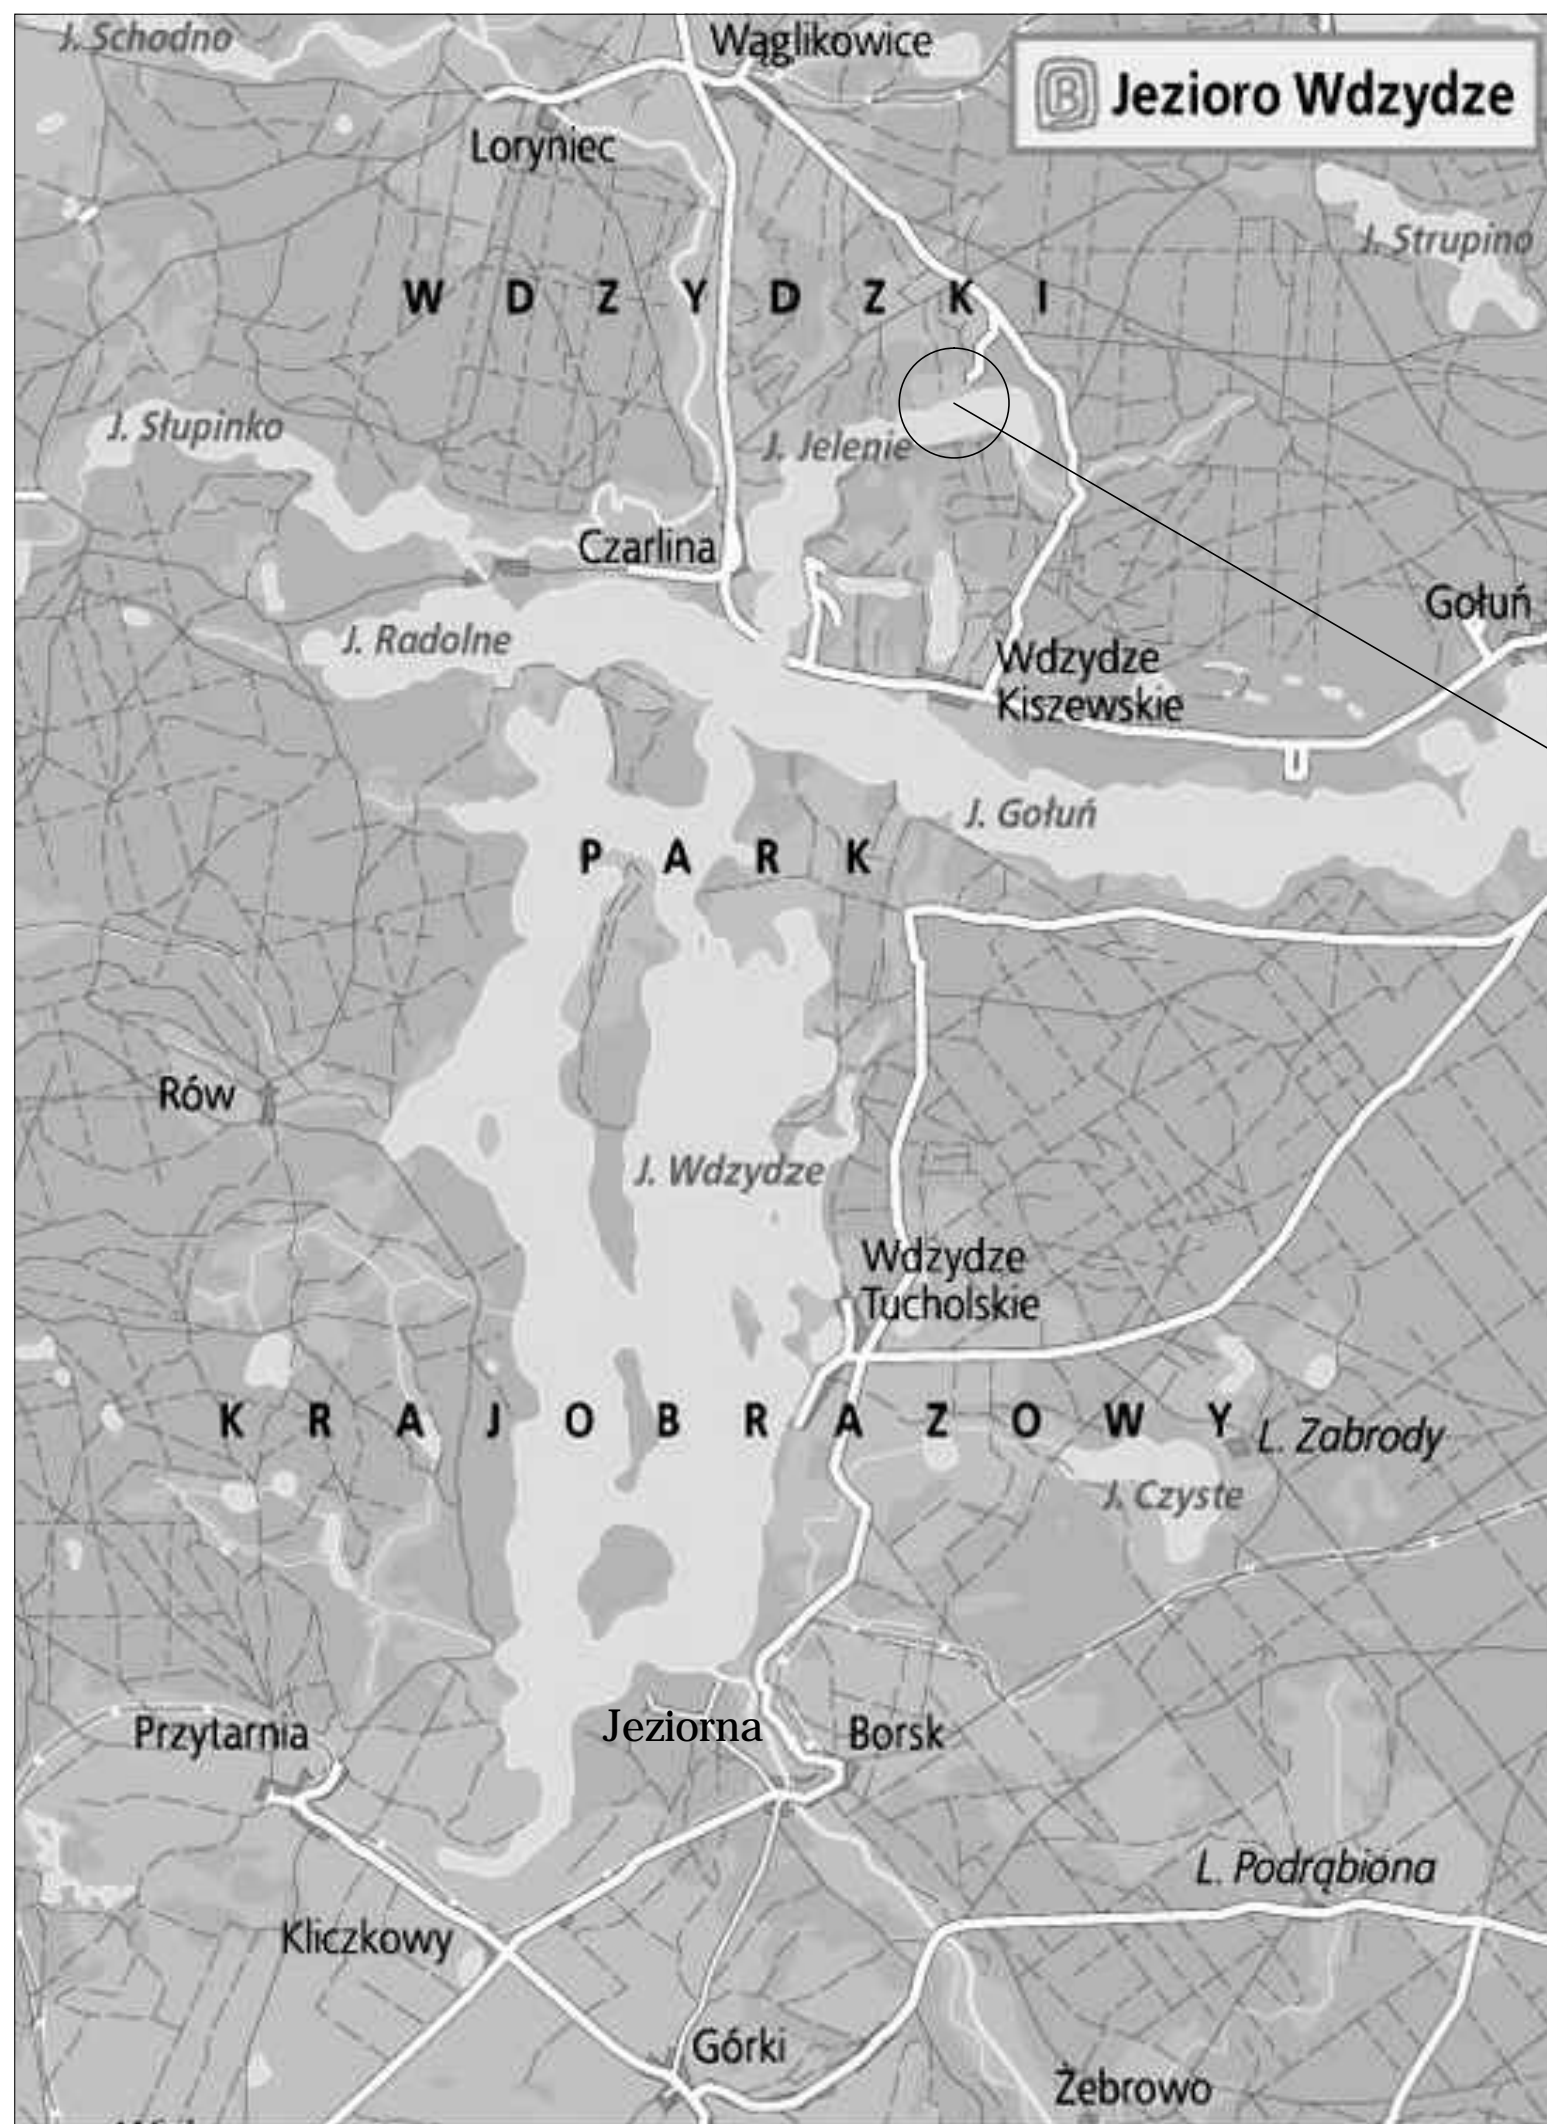 J. Schodno
Wąglikowice
B Jezioro Wdzydze
Loryniec
J. Strupino
W D Z Y D Z K I
J. Słupinko
J. Jelenie
Czarlina
Gołuń
J. Radolne
Wdzydze
Kiszewskie
J. Gołuń
P A R K
Rów
J. Wdzydze
Wdzydze
Tucholskie
K R A J O B R A Z O W Y
L. Zabrody
J. Czyste
Jeziorna
Przytarnia
Borsk
L. Podrąbiona
Kliczkowy
Górki
Żebrowo